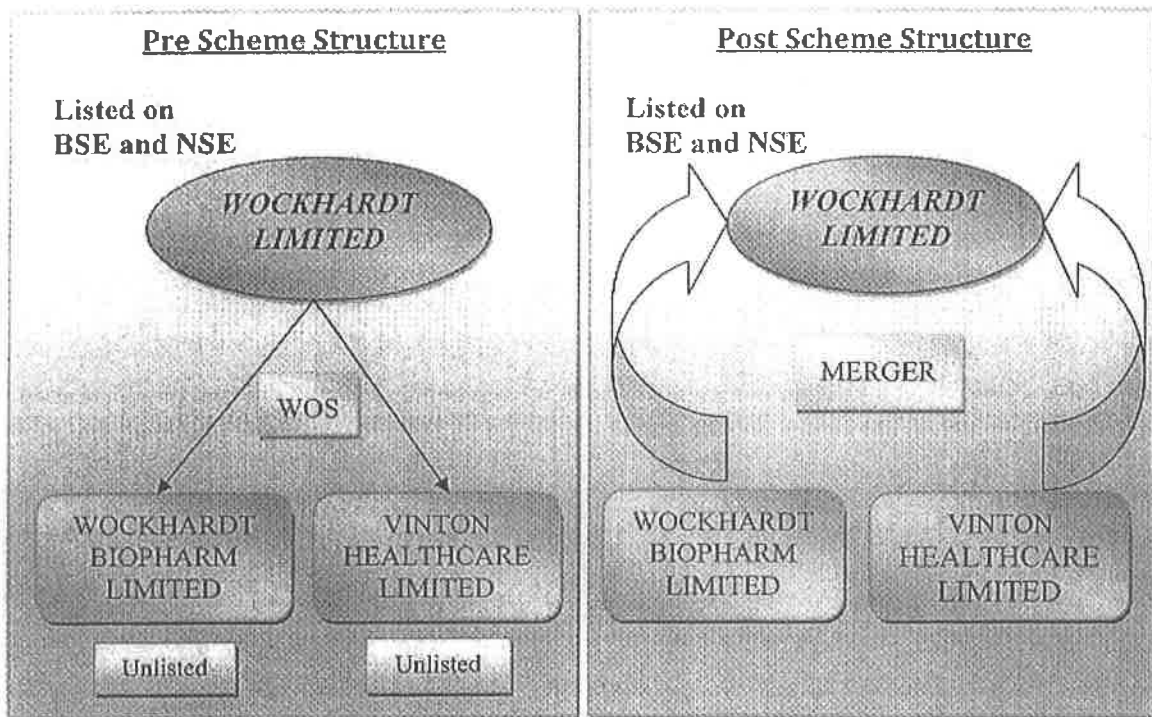 Pre Scheme Structure
Listed on
BSE and NSE
WOCKHARDT
LIMITED
WOS
WOCKHARDT
BIOPHARM
LIMITED
VINTON
HEALTHCARE
LIMITED
Unlisted
Unlisted
Post Scheme Structure
Listed on
BSE and NSE
WOCKHARDT
LIMITED
MERGER
WOCKHARDT
BIOPHARM
LIMITED
VINTON
HEALTHCARE
LIMITED